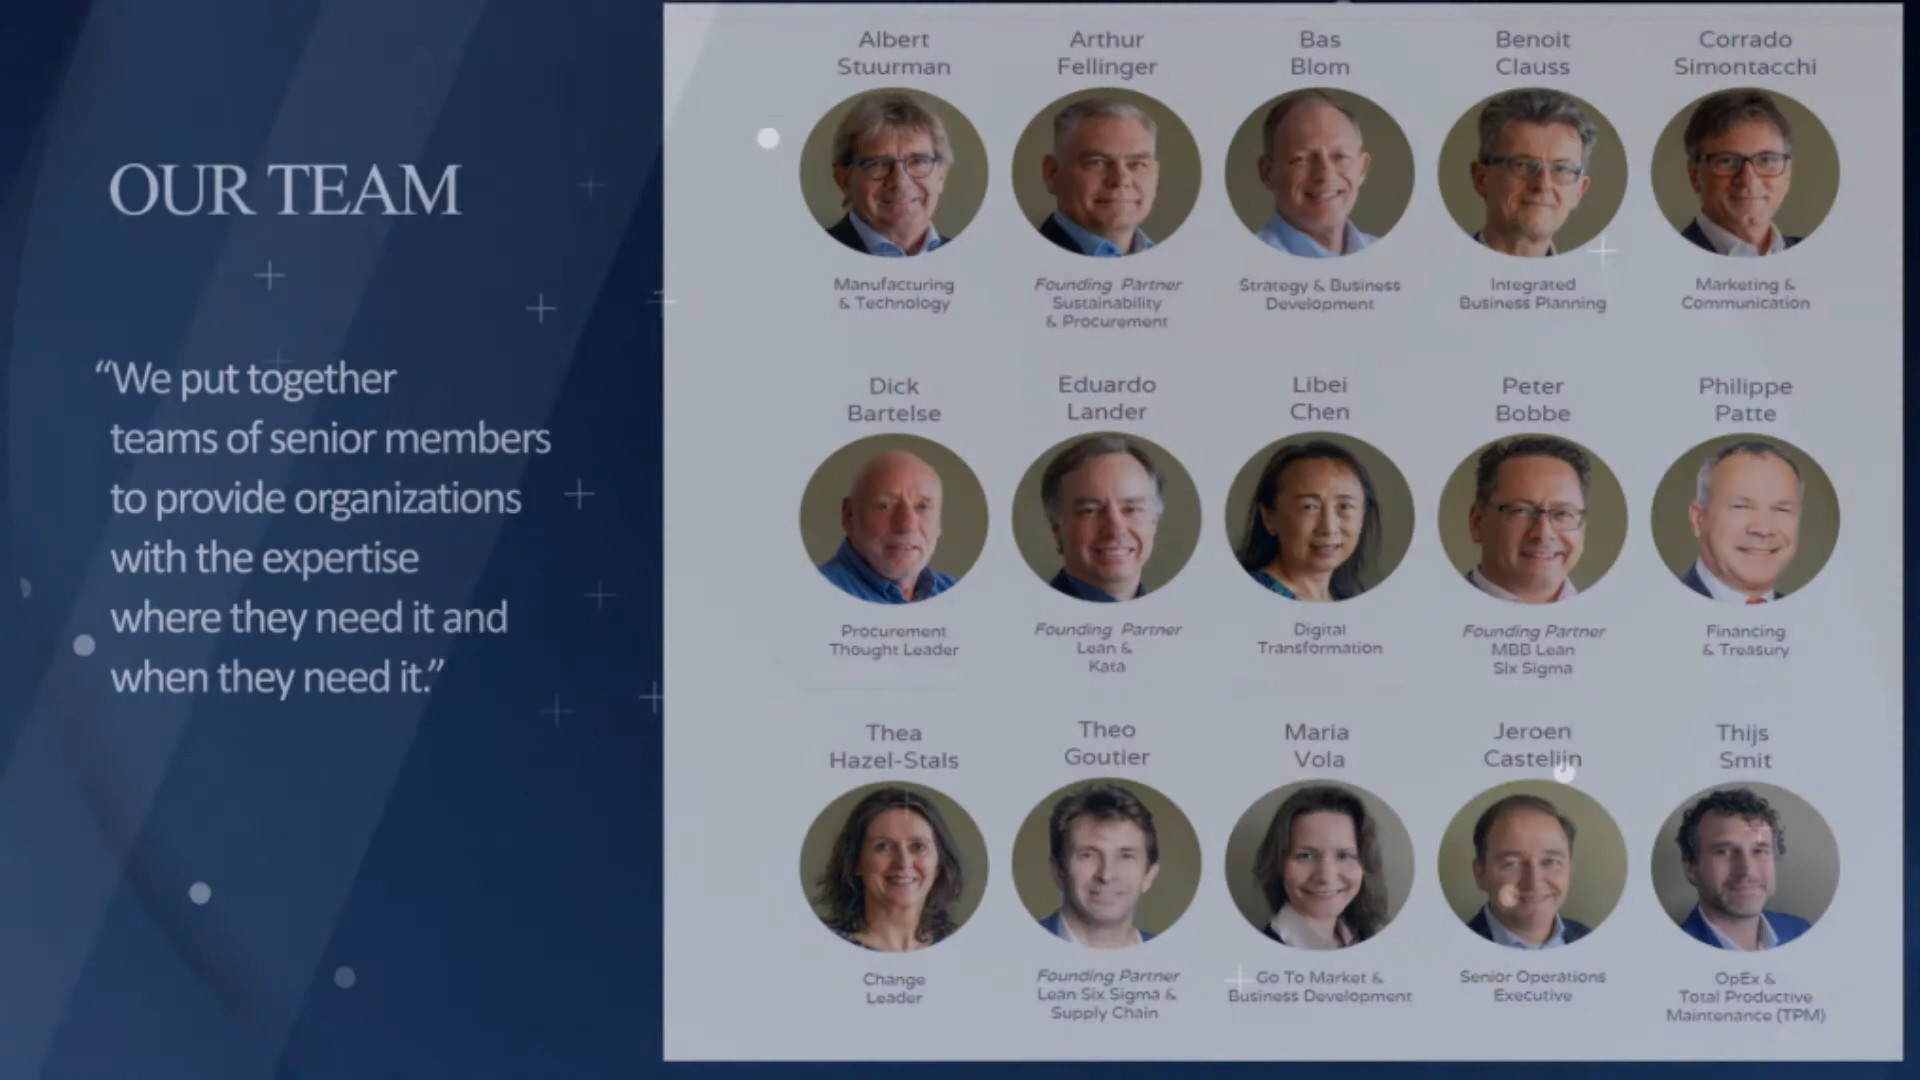 OUR TEAM
“We put together
teams of senior members
to provide organizations
with the expertise
where they need it and
when they need it.”
Albert
Stuurman
Manufacturing
& Technology
Arthur
Fellinger
Founding Partner
Sustainability
& Procurement
Bas
Blom
Strategy & Business
Development
Benoit
Clauss
Integrated
Business Planning
Corrado
Simontacchi
Marketing &
Communication
Dick
Bartelse
Procurement
Thought Leader
Eduardo
Lander
Founding Partner
Lean &
Kata
Libei
Chen
Digital
Transformation
Peter
Bobbe
Founding Partner
MBB Lean
Six Sigma
Philippe
Patte
Financing
& Treasury
Thea
Hazel-Stals
Change
Leader
Theo
Goutier
Founding Partner
Lean Six Sigma &
Supply Chain
Maria
Vola
Go To Market &
Business Development
Jeroen
Castelijn
Senior Operations
Executive
Thijs
Smit
OpEx &
Total Productive
Maintenance (TPM)